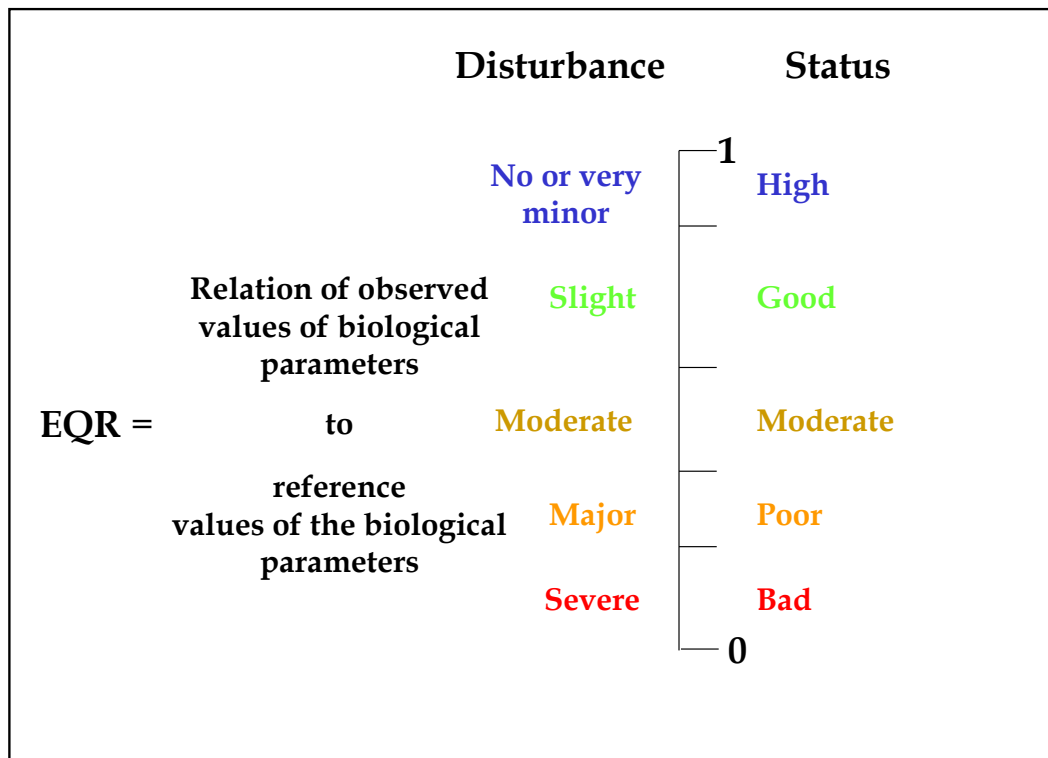 Disturbance Status
1
No or very
minor
High
Relation of observed
values of biological
parameters
Slight
Good
EQR =
to
Moderate
Moderate
reference
values of the biological
parameters
Major
Poor
Severe
Bad
0